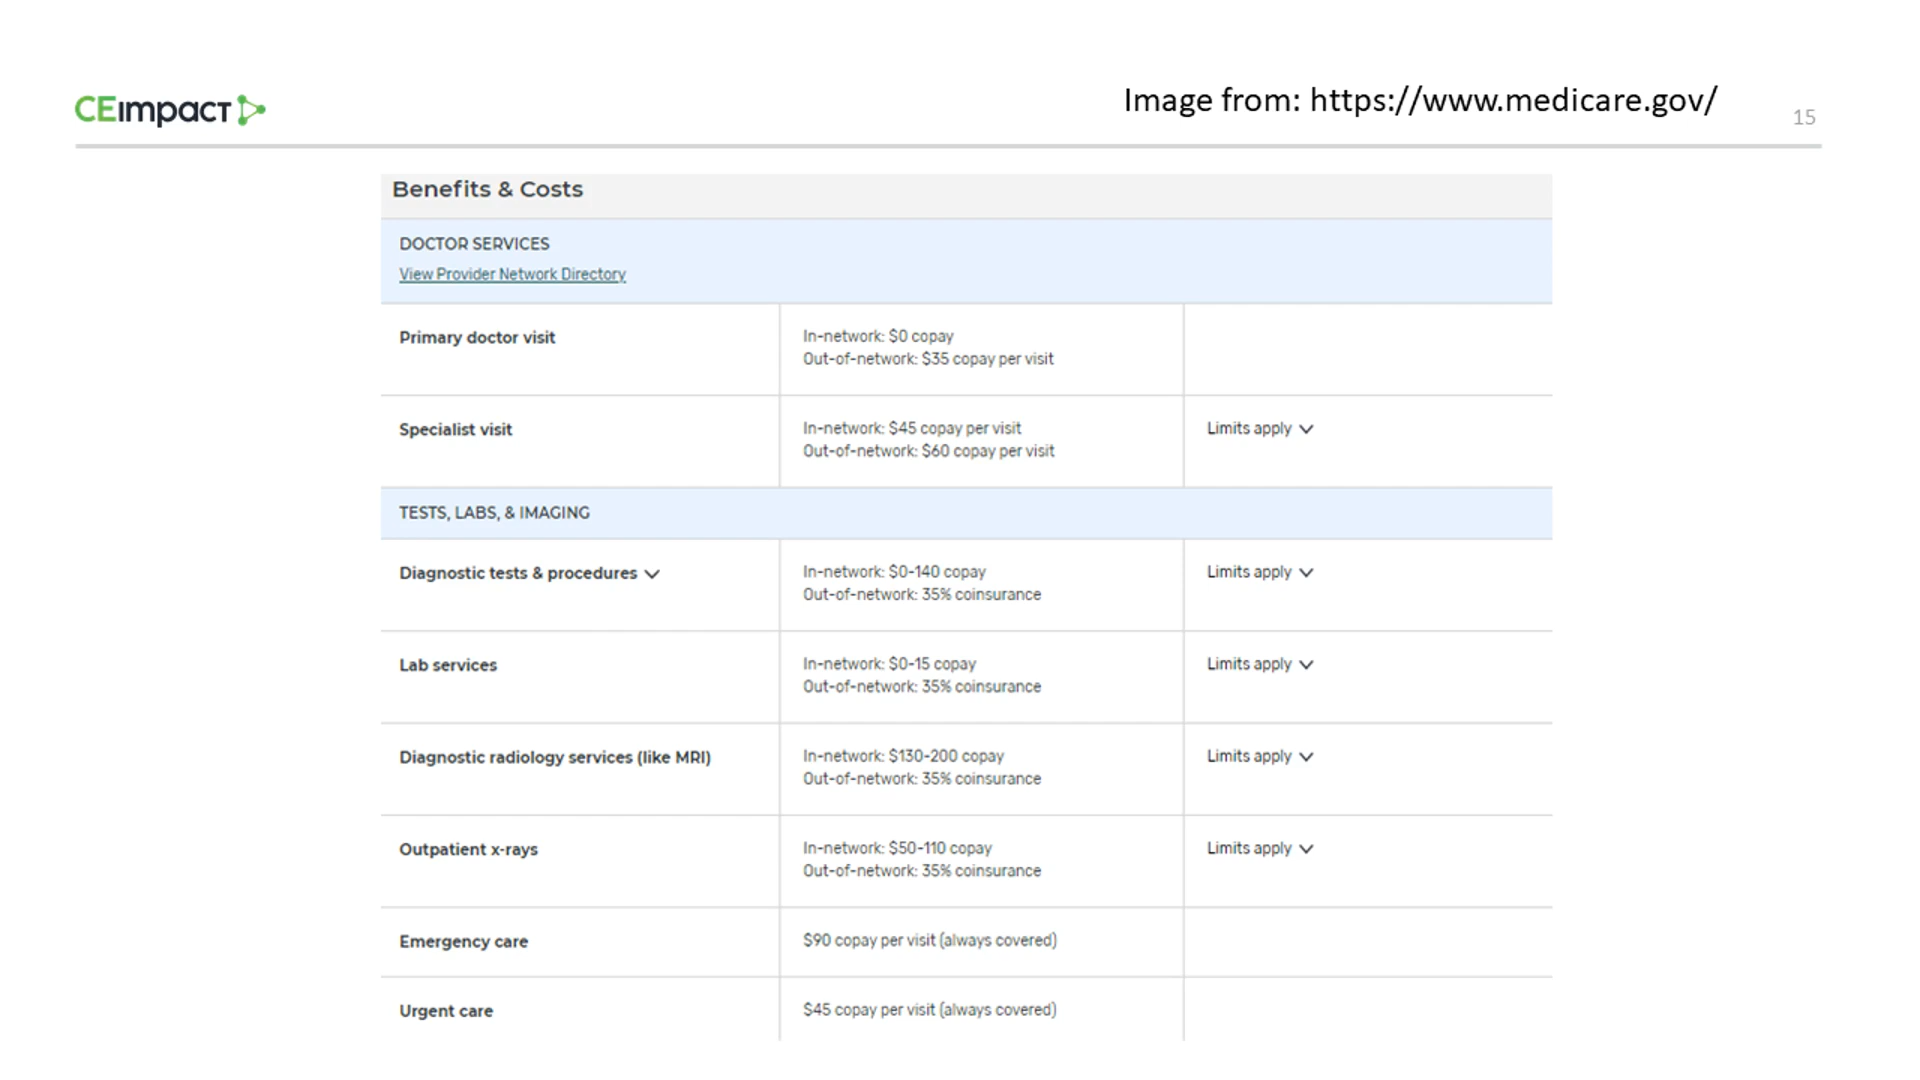 CEimpact
Image from: https://www.medicare.gov/
15
Benefits & Costs
DOCTOR SERVICES
View Provider Network Directory
Primary doctor visit
In-network: $0 copay
Out-of-network: $35 copay per visit
Specialist visit
In-network: $45 copay per visit
Out-of-network: $60 copay per visit
Limits apply
TESTS, LABS, & IMAGING
Diagnostic tests & procedures
In-network: $0-140 copay
Out-of-network: 35% coinsurance
Limits apply
Lab services
In-network: $0-15 copay
Out-of-network: 35% coinsurance
Limits apply
Diagnostic radiology services (like MRI)
In-network: $130-200 copay
Out-of-network: 35% coinsurance
Limits apply
Outpatient x-rays
In-network: $50-110 copay
Out-of-network: 35% coinsurance
Limits apply
Emergency care
$90 copay per visit (always covered)
Urgent care
$45 copay per visit (always covered)